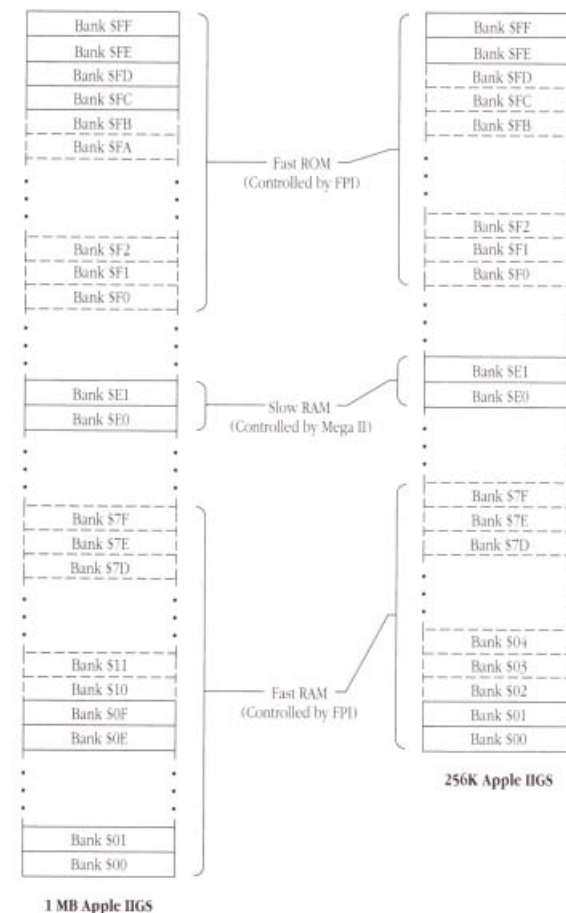 Bank $FF
Bank $FE
Bank $FD
Bank $FC
Bank $FB
Bank $FA
Bank $F2
Bank $F1
Bank $F0
Bank $E1
Bank $E0
Bank $7F
Bank $7E
Bank $7D
Bank $11
Bank $10
Bank $0F
Bank $0E
Bank $01
Bank $00
1 MB Apple IIGS
Fast ROM
(Controlled by FPI)
Slow RAM
(Controlled by Mega II)
Fast RAM
(Controlled by FPI)
Bank $FF
Bank $FE
Bank $FD
Bank $FC
Bank $FB
Bank $F2
Bank $F1
Bank $F0
Bank $E1
Bank $E0
Bank $7F
Bank $7E
Bank $7D
Bank $04
Bank $03
Bank $02
Bank $01
Bank $00
256K Apple IIGS